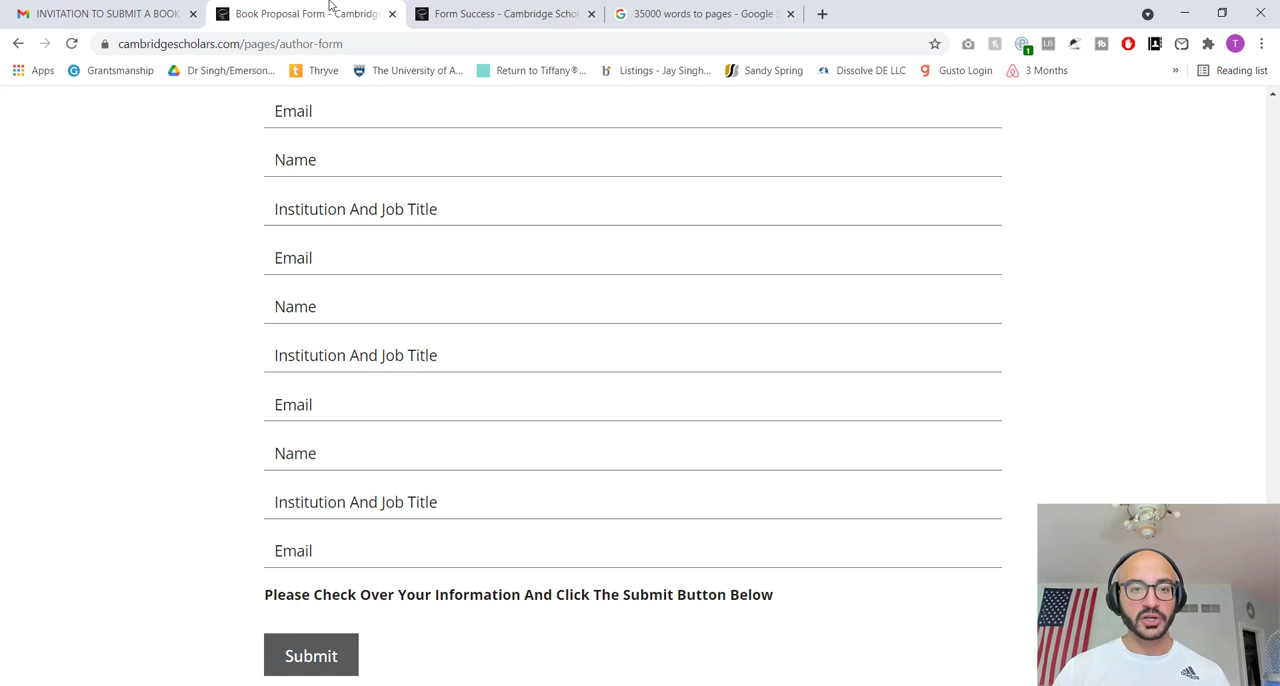 INVITATION TO SUBMIT A BOOK
Book Proposal Form - Cambridge
Form Success - Cambridge Schol
35000 words to pages - Google S
cambridgescholars.com/pages/author-form
Apps
Grantsmanship
Dr Singh/Emerson...
Thryve
The University of A...
Return to Tiffany®...
Listings - Jay Singh...
Sandy Spring
Dissolve DE LLC
Gusto Login
3 Months
»
Reading list
1
LB
T
Email
Name
Institution And Job Title
Email
Name
Institution And Job Title
Email
Name
Institution And Job Title
Email
Please Check Over Your Information And Click The Submit Button Below
Submit